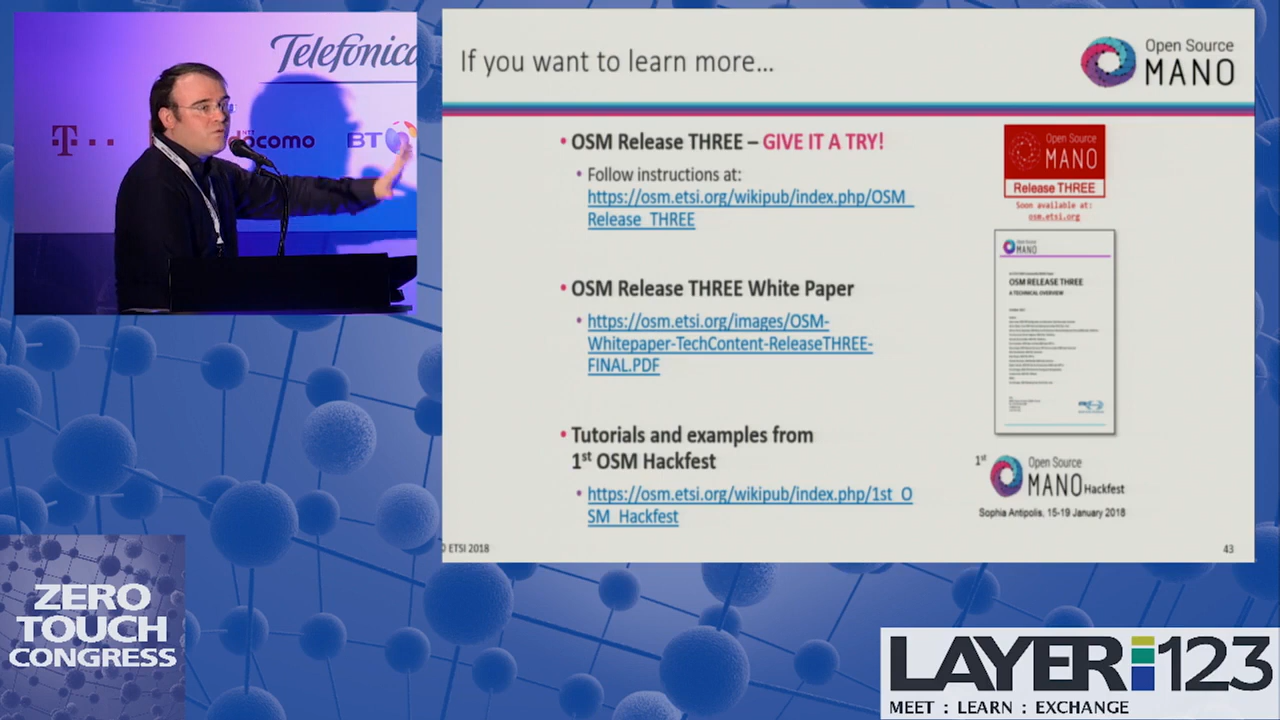 Telefónica
T
docomo
BT
If you want to learn more...
Open Source
MANO
• OSM Release THREE – GIVE IT A TRY!
• Follow instructions at:
https://osm.etsi.org/wikipub/index.php/OSM_
Release_THREE
Open Source
MANO
Release THREE
Soon available at:
osm.etsi.org
• OSM Release THREE White Paper
• https://osm.etsi.org/images/OSM-
Whitepaper-TechContent-ReleaseTHREE-
FINAL.PDF
MANO
OSM RELEASE THREE
A TECHNICAL OVERVIEW
• Tutorials and examples from
1st OSM Hackfest
• https://osm.etsi.org/wikipub/index.php/1st_O
SM_Hackfest
1st
Open Source
MANO Hackfest
Sophia Antipolis, 15-19 January 2018
ETSI 2018
43
ZERO
TOUCH
CONGRESS
LAYER123
MEET : LEARN : EXCHANGE